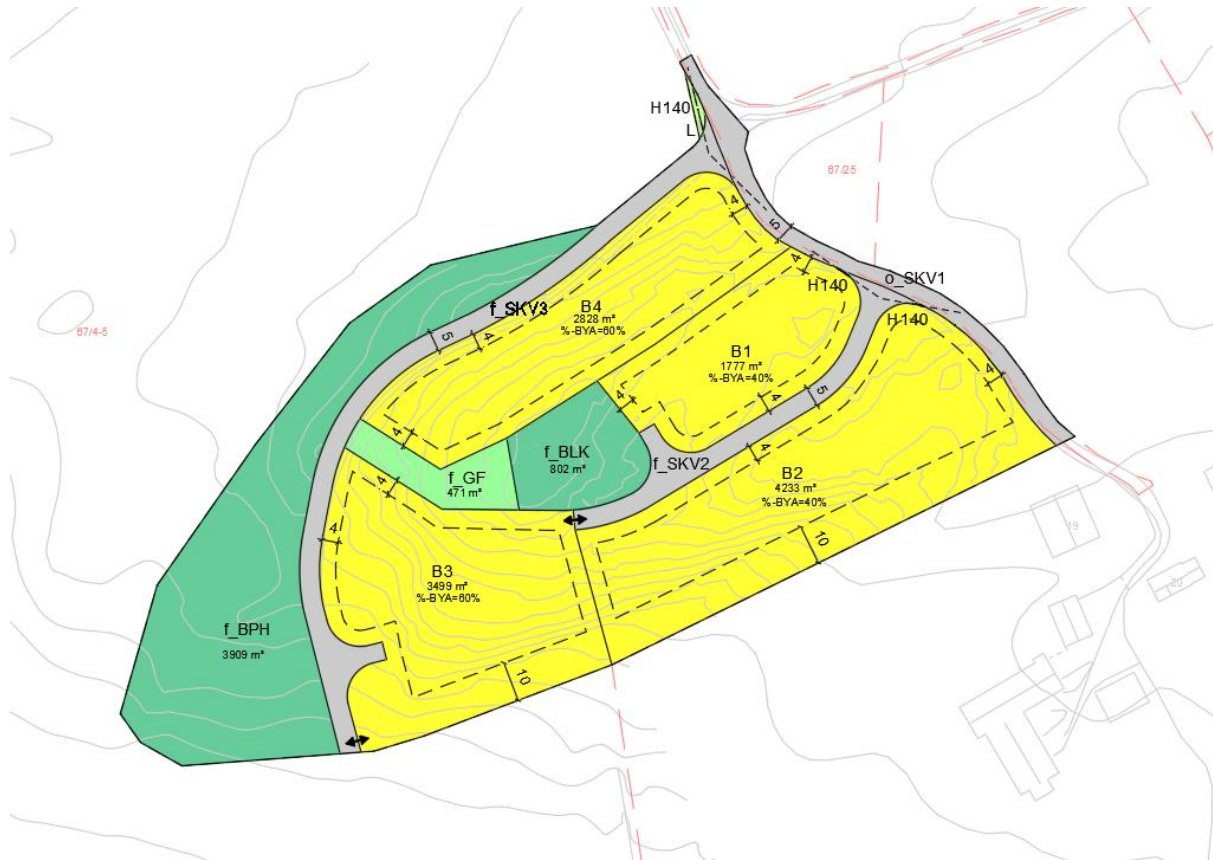 H140
L
67/25
4
5
4
o_SKV1
H140
H140
f_SKV3
B4
2828 m²
%-BYA=60%
5
4
67/4-5
B1
1777 m²
%-BYA=40%
4
4
4
5
4
f_BLK
802 m²
f_SKV2
4
B2
4233 m²
%-BYA=40%
f_GF
471 m²
4
19
4
10
B3
3499 m²
%-BYA=60%
20
f_BPH
3909 m²
10